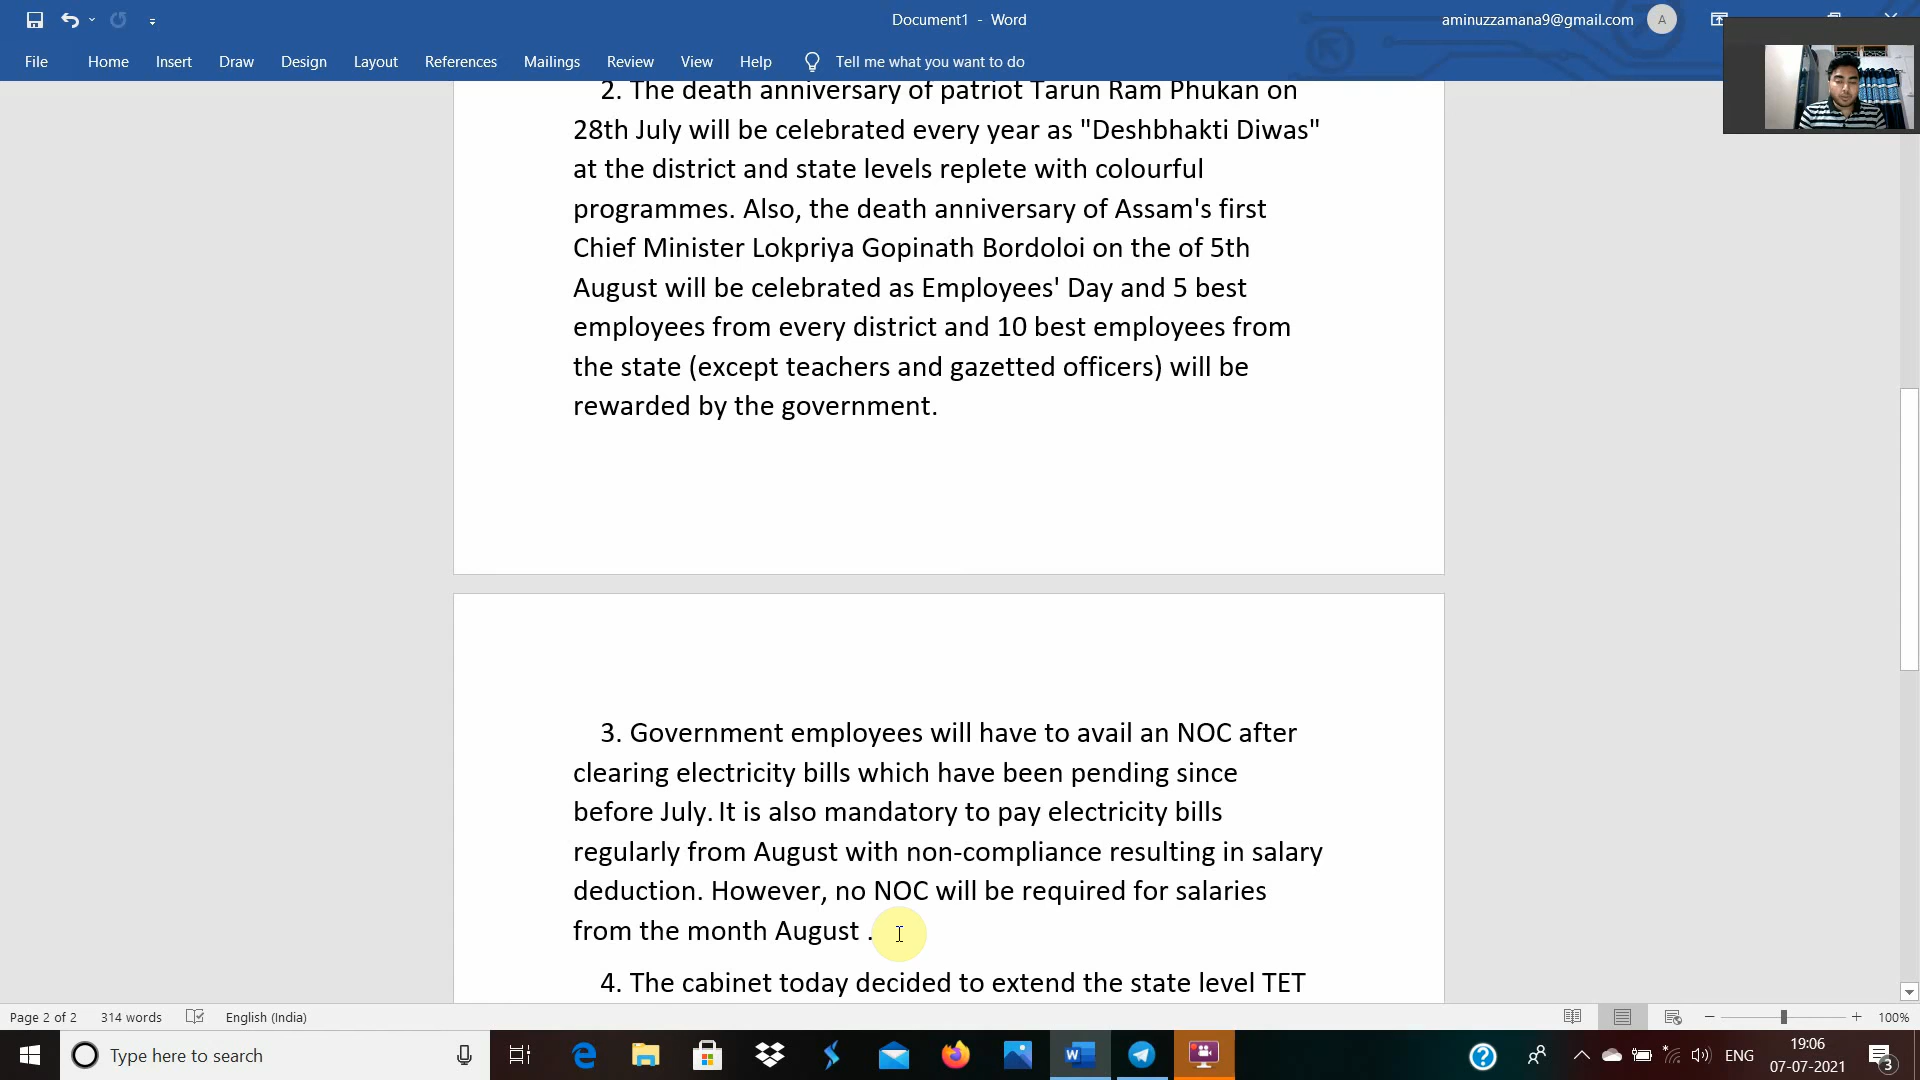 Document1 - Word
aminuzzamana9@gmail.com
A
File
Home
Insert
Draw
Design
Layout
References
Mailings
Review
View
Help
Tell me what you want to do
2. The death anniversary of patriot Tarun Ram Phukan on
28th July will be celebrated every year as "Deshbhakti Diwas"
at the district and state levels replete with colourful
programmes. Also, the death anniversary of Assam's first
Chief Minister Lokpriya Gopinath Bordoloi on the of 5th
August will be celebrated as Employees' Day and 5 best
employees from every district and 10 best employees from
the state (except teachers and gazetted officers) will be
rewarded by the government.
3. Government employees will have to avail an NOC after
clearing electricity bills which have been pending since
before July. It is also mandatory to pay electricity bills
regularly from August with non-compliance resulting in salary
deduction. However, no NOC will be required for salaries
from the month August .
4. The cabinet today decided to extend the state level TET
Page 2 of 2
314 words
English (India)
100%
Type here to search
ENG
19:06
07-07-2021
3